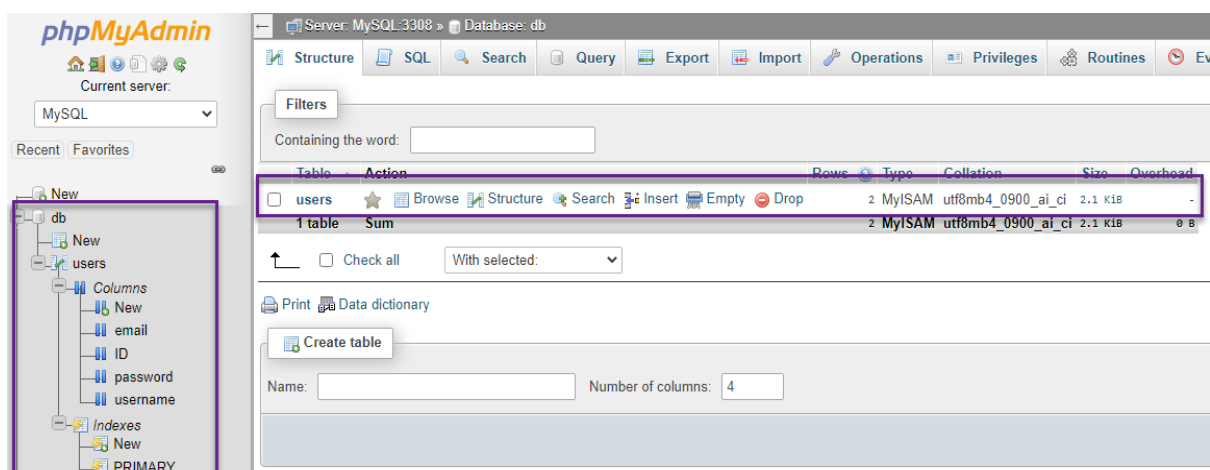 phpMyAdmin
Current server:
MySQL
Recent Favorites
New
db
New
users
Columns
New
email
ID
password
username
Indexes
New
PRIMARY
Server: MySQL:3308 » Database: db
Structure SQL Search Query Export Import Operations Privileges Routines Ev
Filters
Containing the word:
Table Action Rows Type Collation Size Overhead
users Browse Structure Search Insert Empty Drop 2 MyISAM utf8mb4_0900_ai_ci 2.1 KiB -
1 table Sum 2 MyISAM utf8mb4_0900_ai_ci 2.1 KiB 0 B
Check all With selected:
Print Data dictionary
Create table
Name: Number of columns: 4